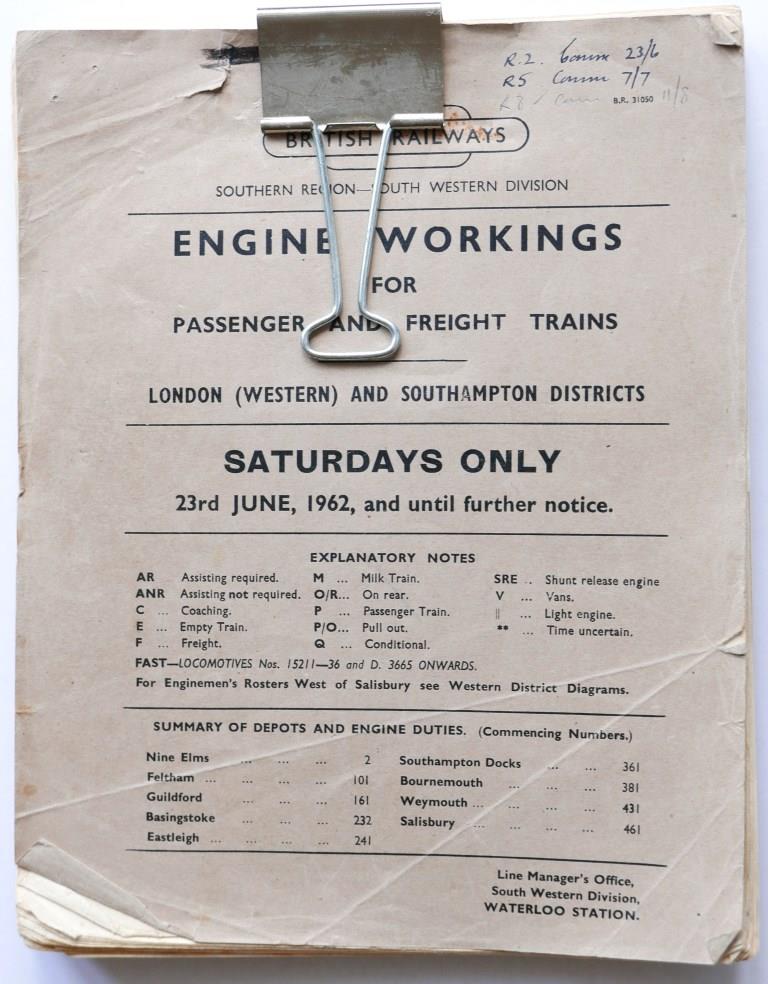 R.2. 23/6
R5 7/7
R8 11/8
B.R. 31050
BRITISH RAILWAYS
SOUTHERN REGION—SOUTH WESTERN DIVISION
ENGINE WORKINGS
FOR
PASSENGER AND FREIGHT TRAINS
LONDON (WESTERN) AND SOUTHAMPTON DISTRICTS
SATURDAYS ONLY
23rd JUNE, 1962, and until further notice.
EXPLANATORY NOTES
AR Assisting required. M ... Milk Train. SRE .. Shunt release engine
ANR Assisting not required. O/R... On rear. V ... Vans.
C ... Coaching. P ... Passenger Train. || ... Light engine.
E ... Empty Train. P/O... Pull out. ** ... Time uncertain.
F ... Freight. Q ... Conditional.
FAST—LOCOMOTIVES Nos. 15211—36 and D. 3665 ONWARDS.
For Enginemen's Rosters West of Salisbury see Western District Diagrams.
SUMMARY OF DEPOTS AND ENGINE DUTIES. (Commencing Numbers.)
Nine Elms ... ... ... 2 Southampton Docks ... ... 361
Feltham ... ... ... ... 101 Bournemouth ... ... ... 381
Guildford ... ... ... 161 Weymouth ... ... ... ... 431
Basingstoke ... ... ... 232 Salisbury ... ... ... ... 461
Eastleigh ... ... ... ... 241
Line Manager's Office,
South Western Division,
WATERLOO STATION.